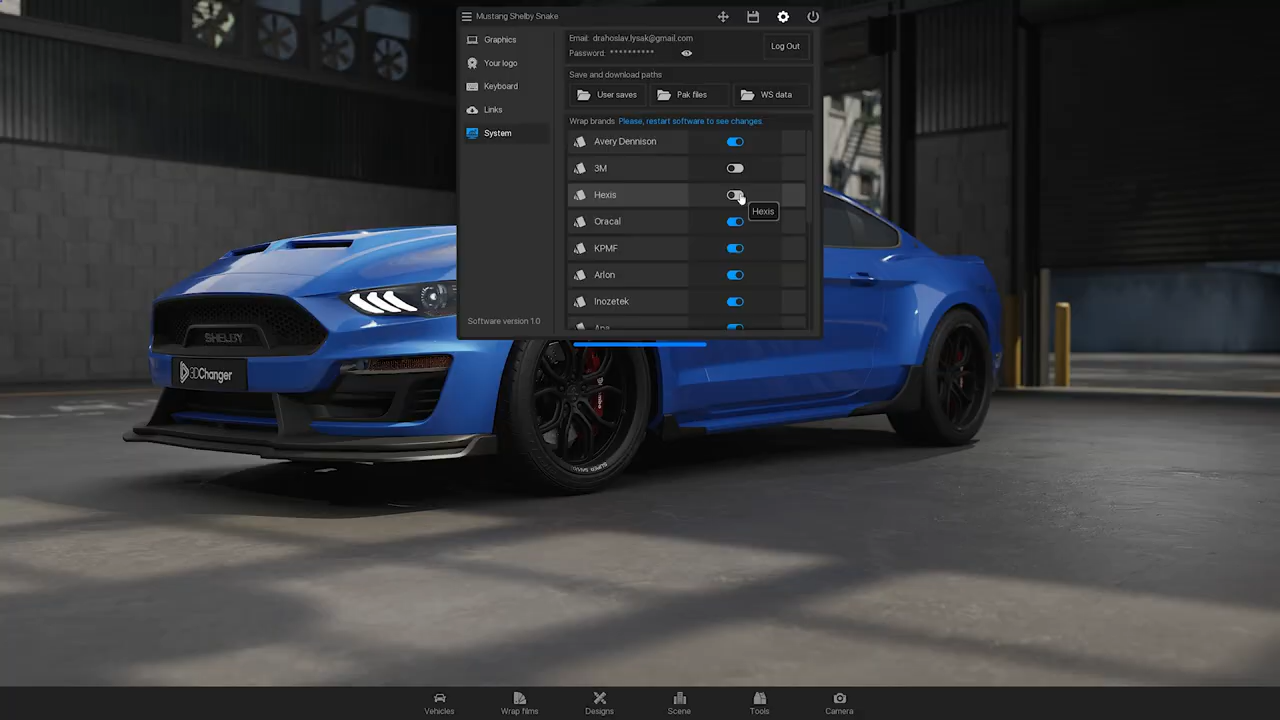 Mustang Shelby Snake
Graphics
Your logo
Keyboard
Links
System
Software version 1.0
Email: drahoslav.lysak@gmail.com
Password: **********
Log Out
Save and download paths
User saves
Pak files
WS data
Wrap brands Please, restart software to see changes.
Avery Dennison
3M
Hexis
Hexis
Oracal
KPMF
Arlon
Inozetek
SHELBY
3DChanger
Vehicles
Wrap films
Designs
Scene
Tools
Camera